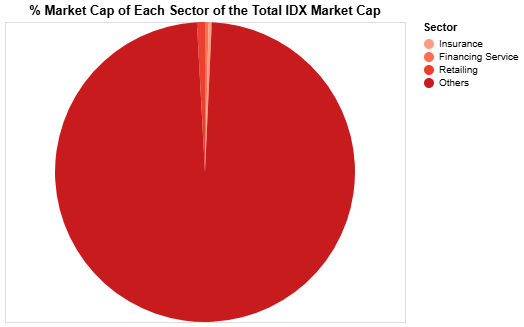 % Market Cap of Each Sector of the Total IDX Market Cap
Sector
Insurance
Financing Service
Retailing
Others